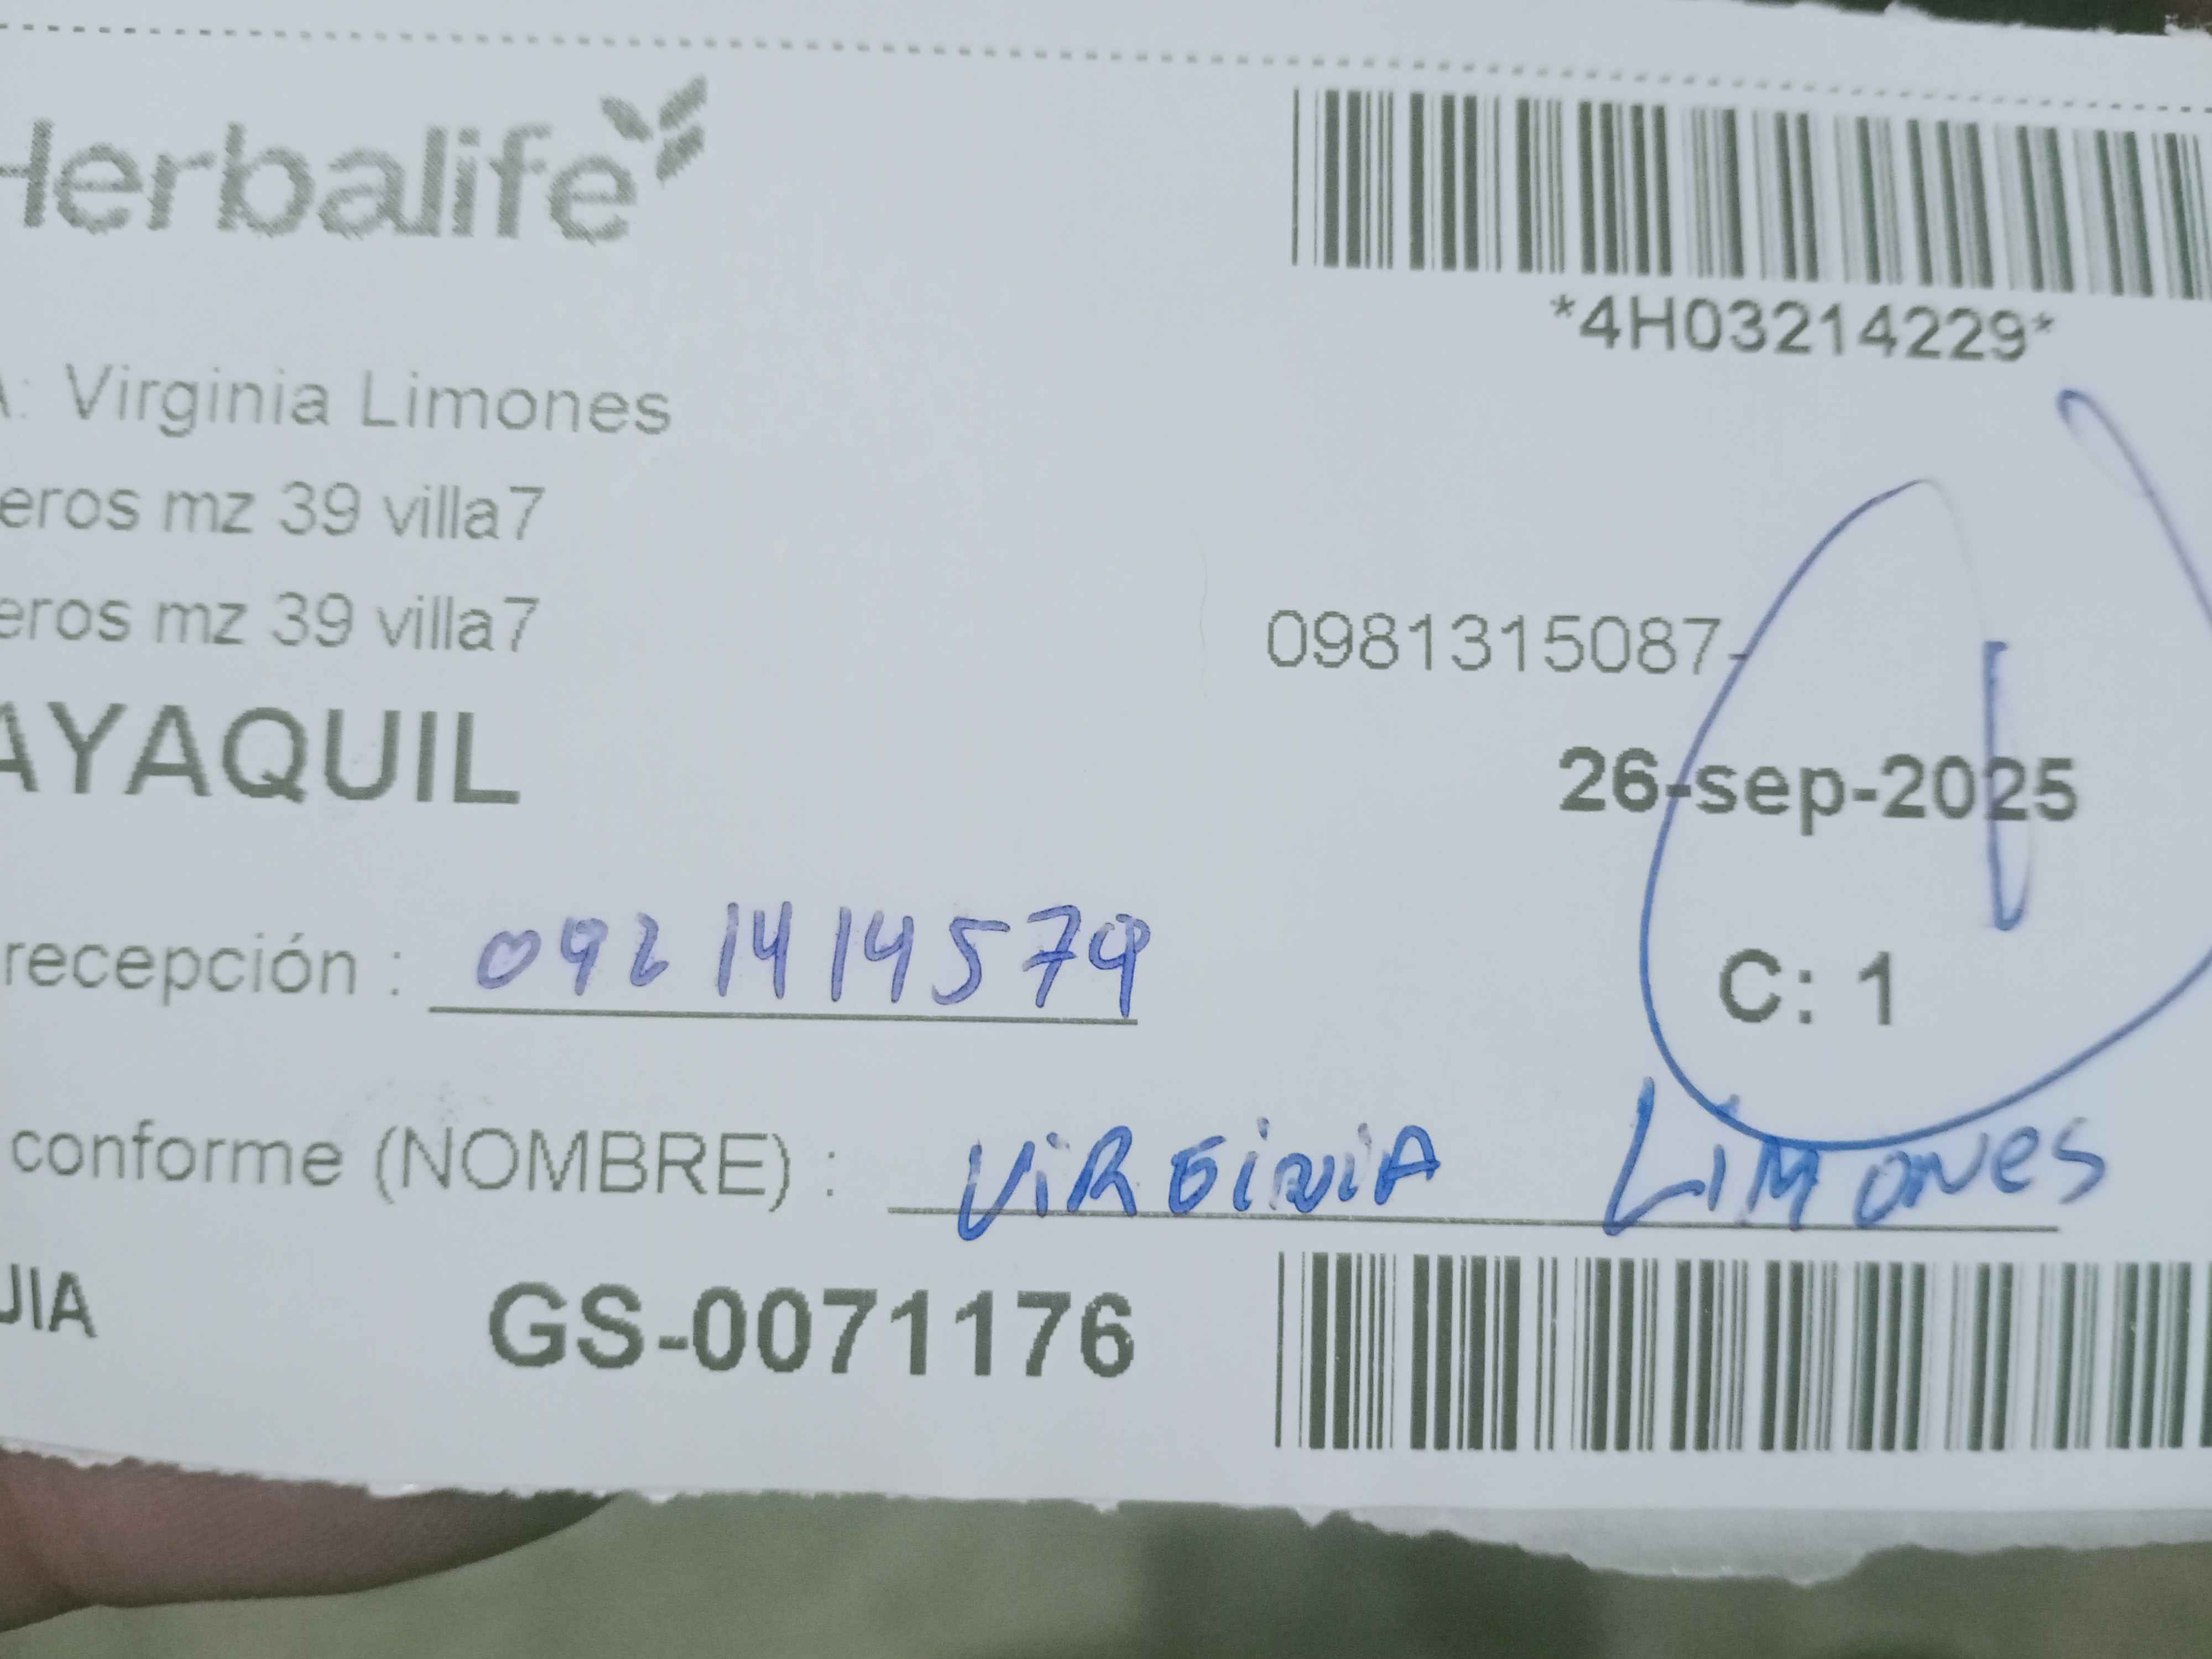 Herbalife
*4H03214229*
A: Virginia Limones
eros mz 39 villa7
eros mz 39 villa7
0981315087-
AYAQUIL
26-sep-2025
recepción : 0921414579
C: 1
conforme (NOMBRE) : ViRGiNiA LiMONes
JIA GS-0071176